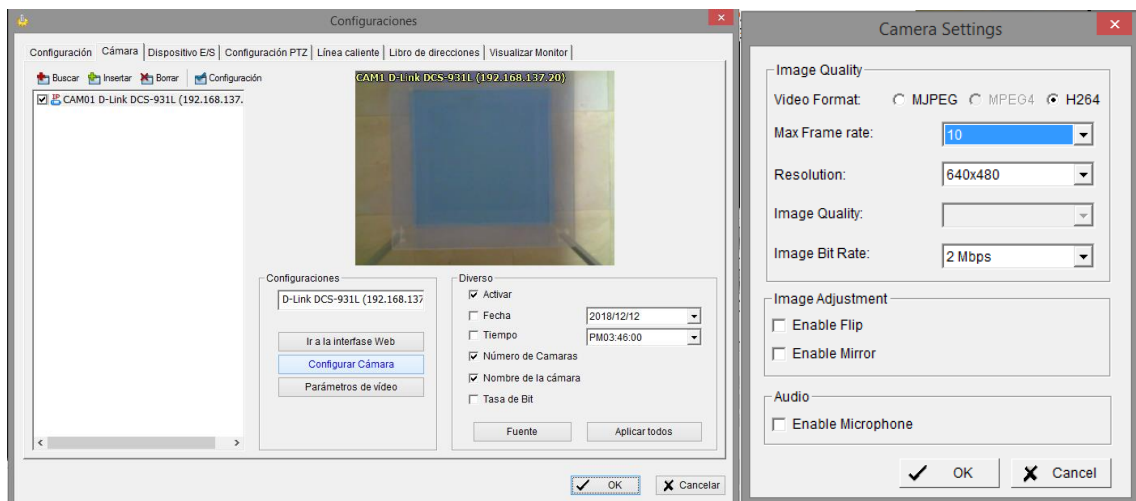 Configuraciones
Configuración Cámara Dispositivo E/S Configuración PTZ Línea caliente Libro de direcciones Visualizar Monitor
Buscar Insertar Borrar Configuración
CAM01 D-Link DCS-931L (192.168.137.
CAM1 D-Link DCS-931L (192.168.137.20)
Configuraciones
D-Link DCS-931L (192.168.137
Ir a la interfase Web
Configurar Cámara
Parámetros de vídeo
Diverso
Activar
Fecha 2018/12/12
Tiempo PM03:46:00
Número de Camaras
Nombre de la cámara
Tasa de Bit
Fuente Aplicar todos
OK Cancelar
Camera Settings
Image Quality
Video Format: MJPEG MPEG4 H264
Max Frame rate: 10
Resolution: 640x480
Image Quality:
Image Bit Rate: 2 Mbps
Image Adjustment
Enable Flip
Enable Mirror
Audio
Enable Microphone
OK Cancel